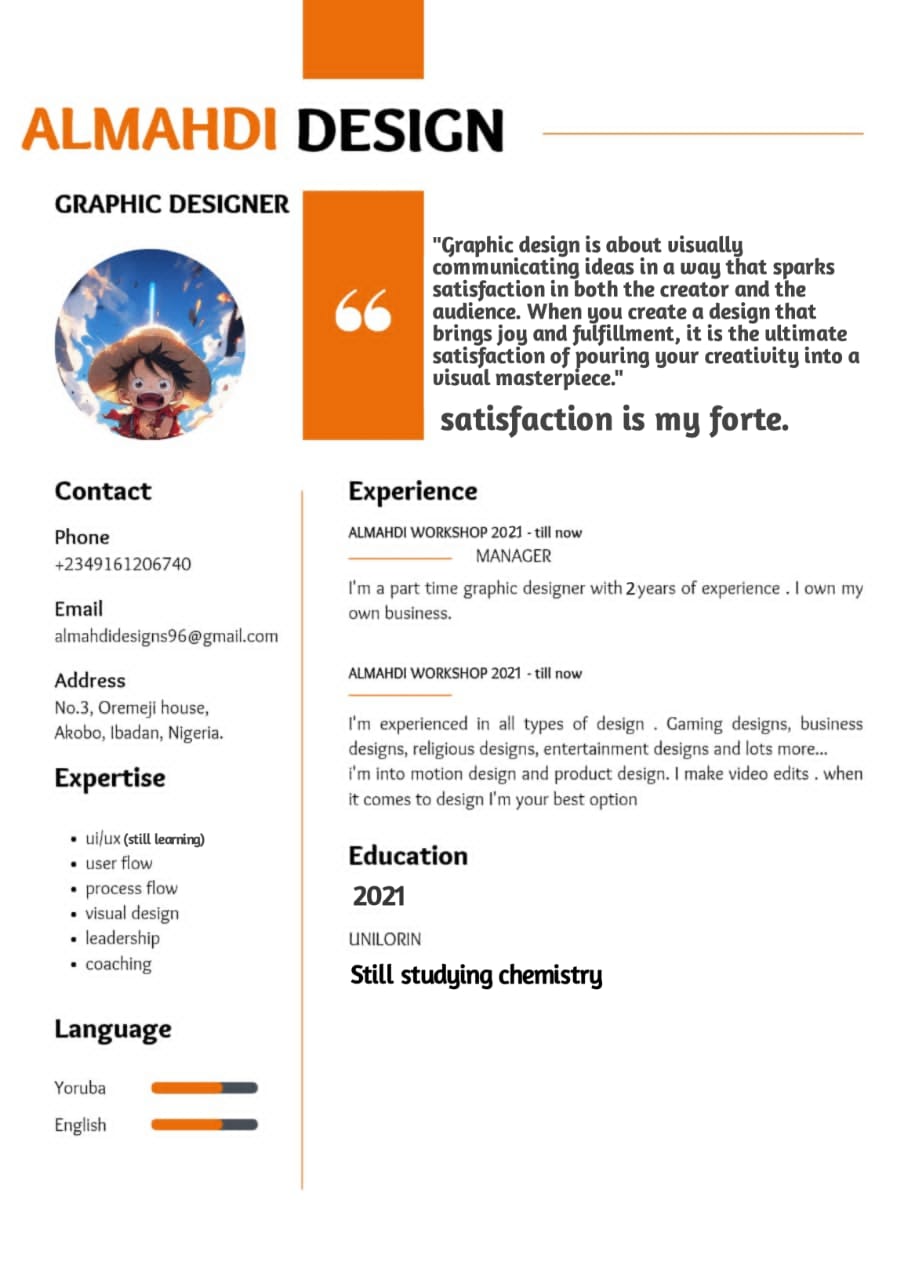 ALMAHDI DESIGN
GRAPHIC DESIGNER
“
"Graphic design is about visually
communicating ideas in a way that sparks
satisfaction in both the creator and the
audience. When you create a design that
brings joy and fulfillment, it is the ultimate
satisfaction of pouring your creativity into a
visual masterpiece."
satisfaction is my forte.
Contact
Phone
+2349161206740
Email
almahdidesigns96@gmail.com
Address
No.3, Oremeji house,
Akobo, Ibadan, Nigeria.
Expertise
• ui/ux (still learning)
• user flow
• process flow
• visual design
• leadership
• coaching
Language
Yoruba
English
Experience
ALMAHDI WORKSHOP 2021 - till now
MANAGER
I'm a part time graphic designer with 2 years of experience . I own my
own business.
ALMAHDI WORKSHOP 2021 - till now
I'm experienced in all types of design . Gaming designs, business
designs, religious designs, entertainment designs and lots more...
i'm into motion design and product design. I make video edits . when
it comes to design I'm your best option
Education
2021
UNILORIN
Still studying chemistry